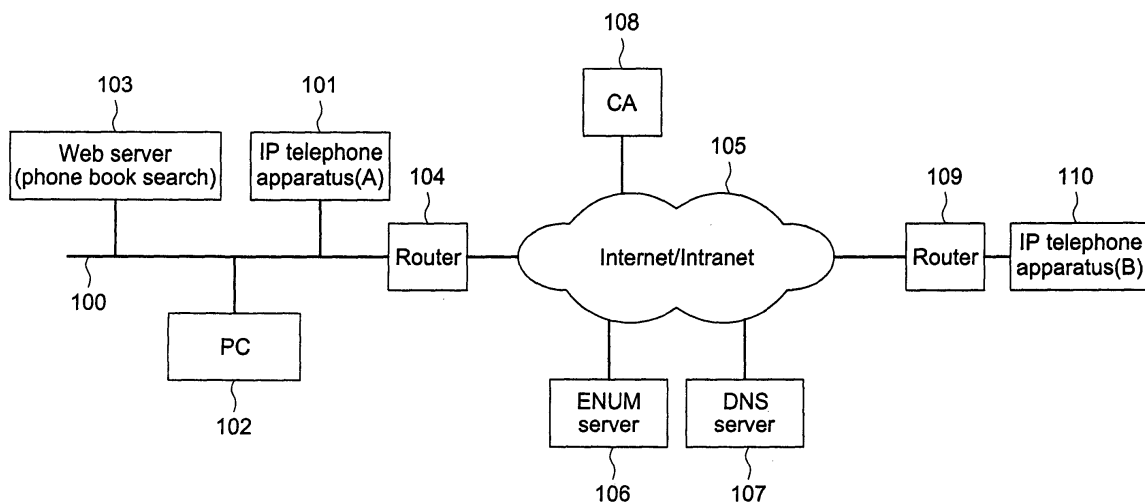 108
CA
103
101
105
Web server
(phone book search)
IP telephone
apparatus(A)
104
109
110
Router
Internet/Intranet
Router
IP telephone
apparatus(B)
100
PC
102
ENUM
server
DNS
server
106
107